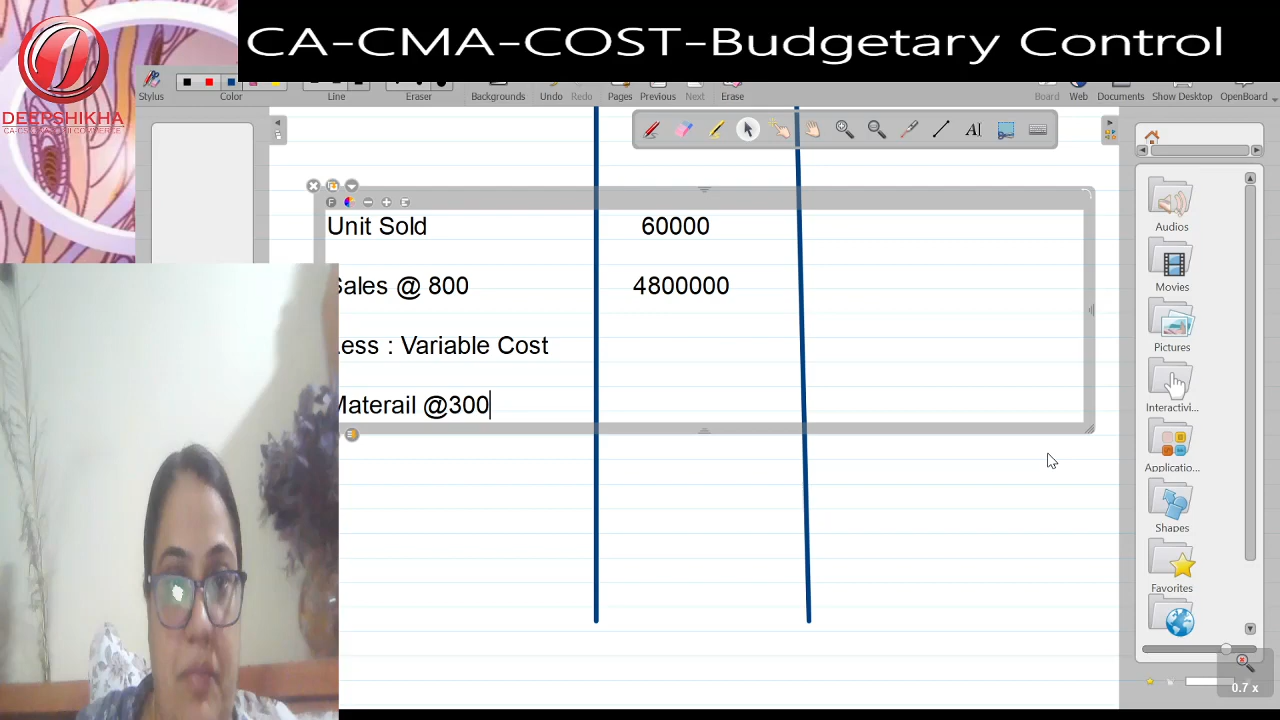 CA-CMA-COST-Budgetary Control
DEEPSHIKHA
Stylus Color Line Eraser Backgrounds Undo Redo Pages Previous Next Erase Board Web Documents Show Desktop OpenBoard
Unit Sold 60000
Sales @ 800 4800000
Less : Variable Cost
Materail @300
Audios
Movies
Pictures
Interactivi...
Applicatio...
Shapes
Favorites
0.7 x